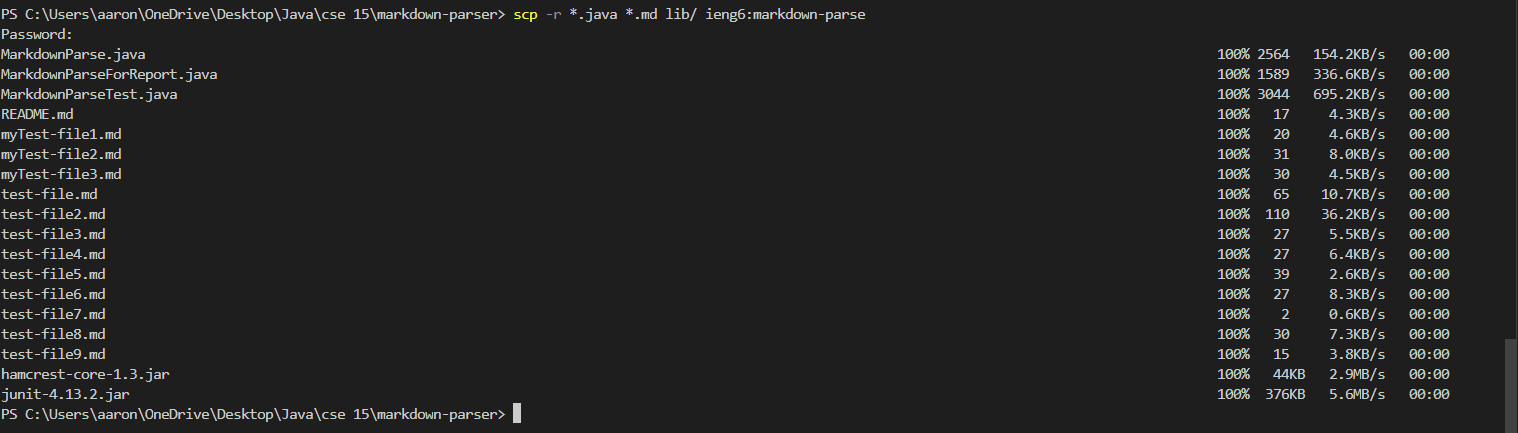 PS C:\Users\aaron\OneDrive\Desktop\Java\cse 15\markdown-parser> scp -r *.java *.md lib/ ieng6:markdown-parse
Password:
MarkdownParse.java 100% 2564 154.2KB/s 00:00
MarkdownParseForReport.java 100% 1589 336.6KB/s 00:00
MarkdownParseTest.java 100% 3044 695.2KB/s 00:00
README.md 100% 17 4.3KB/s 00:00
myTest-file1.md 100% 20 4.6KB/s 00:00
myTest-file2.md 100% 31 8.0KB/s 00:00
myTest-file3.md 100% 30 4.5KB/s 00:00
test-file.md 100% 65 10.7KB/s 00:00
test-file2.md 100% 110 36.2KB/s 00:00
test-file3.md 100% 27 5.5KB/s 00:00
test-file4.md 100% 27 6.4KB/s 00:00
test-file5.md 100% 39 2.6KB/s 00:00
test-file6.md 100% 27 8.3KB/s 00:00
test-file7.md 100% 2 0.6KB/s 00:00
test-file8.md 100% 30 7.3KB/s 00:00
test-file9.md 100% 15 3.8KB/s 00:00
hamcrest-core-1.3.jar 100% 44KB 2.9MB/s 00:00
junit-4.13.2.jar 100% 376KB 5.6MB/s 00:00
PS C:\Users\aaron\OneDrive\Desktop\Java\cse 15\markdown-parser>